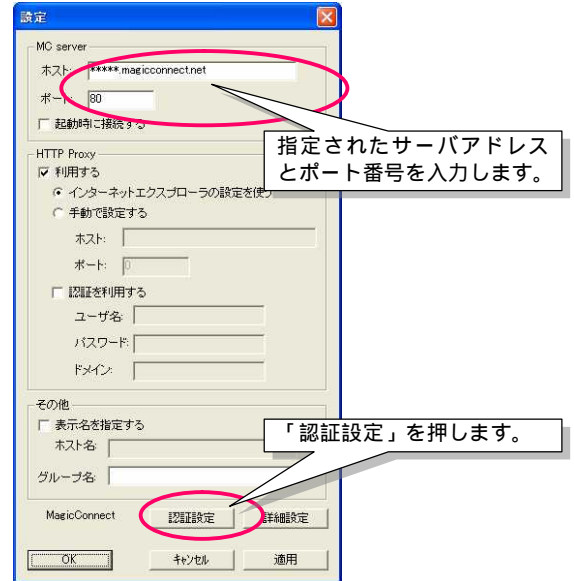 設定
MC server
ホスト: *****.magicconnect.net
ポート: 80
起動時に接続する
指定されたサーバアドレス
とポート番号を入力します。
HTTP Proxy
利用する
インターネットエクスプローラの設定を使う
手動で設定する
ホスト:
ポート: 0
認証を利用する
ユーザ名:
パスワード:
ドメイン:
その他
表示名を指定する
「認証設定」を押します。
ホスト名:
グループ名:
MagicConnect 認証設定 詳細設定
OK キャンセル 適用